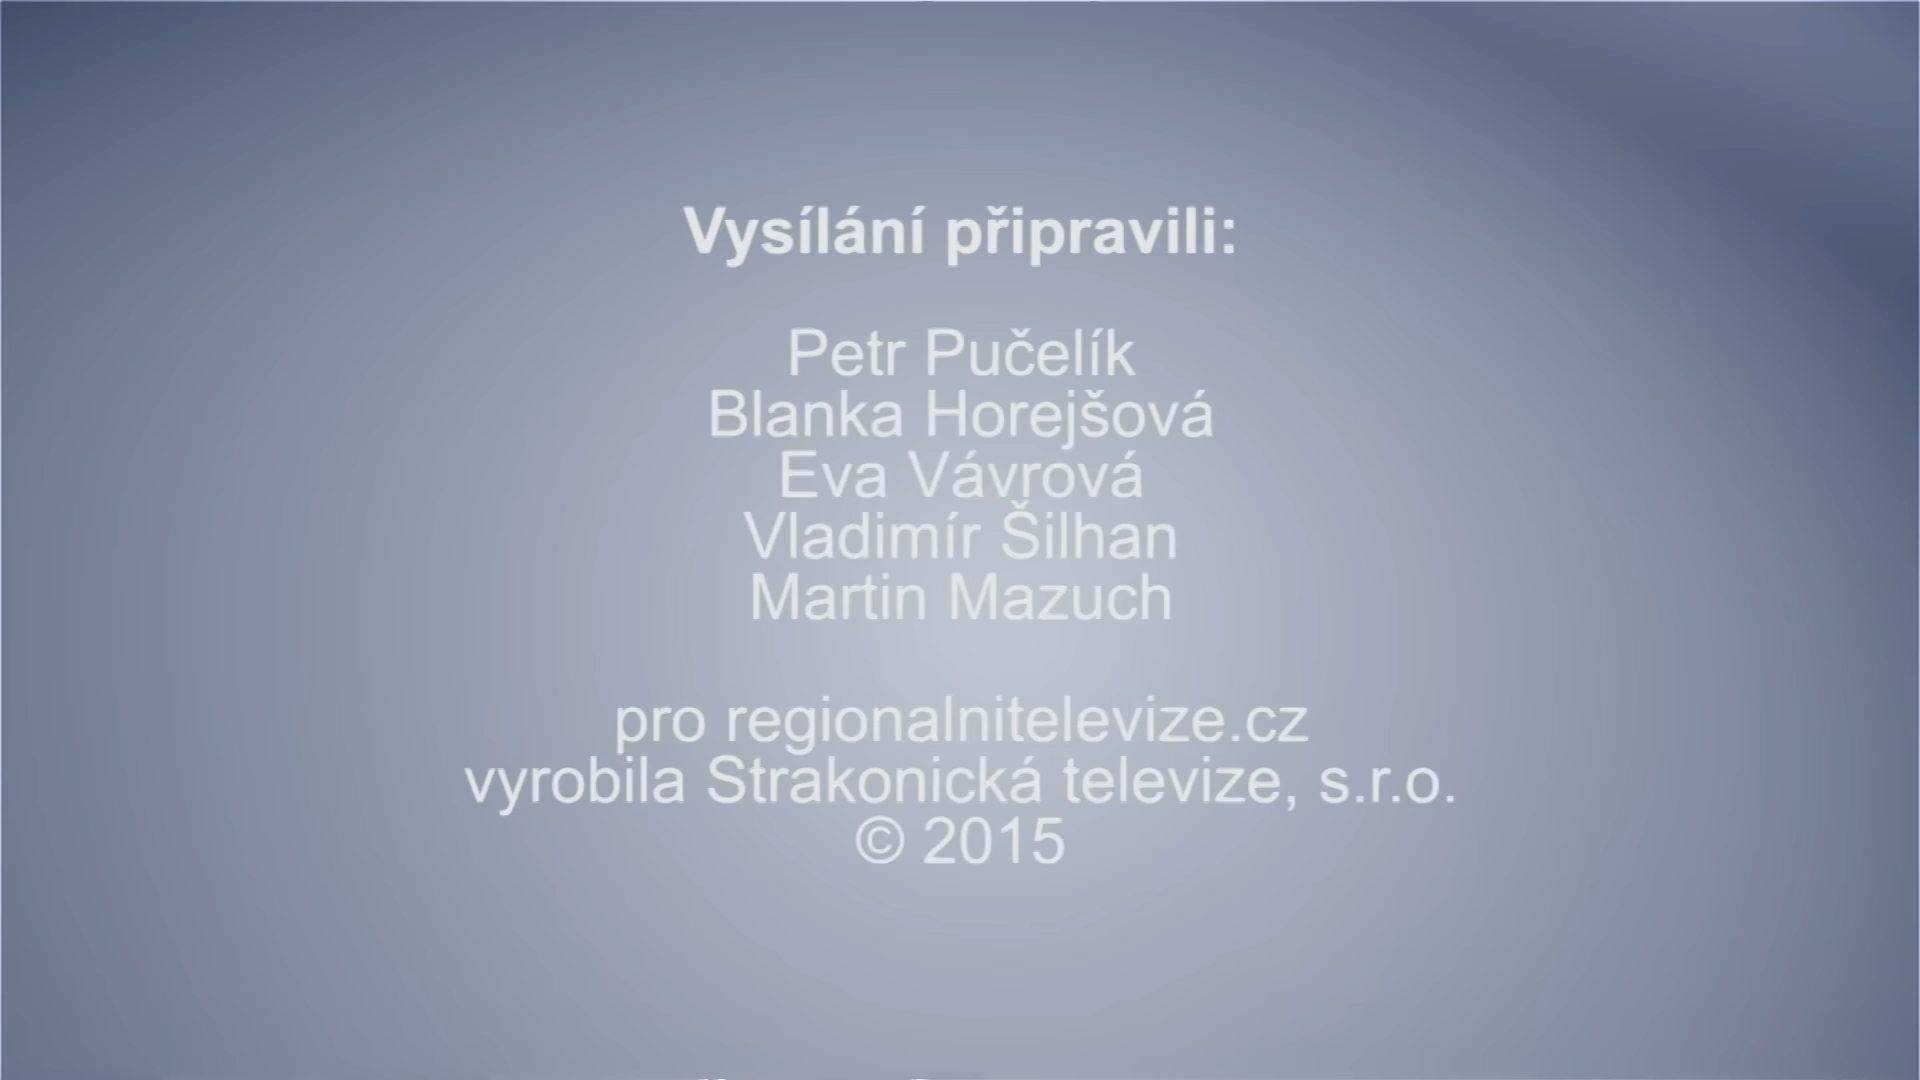 Vysílání připravili:
Petr Pučelík
Blanka Horejšová
Eva Vávrová
Vladimír Šilhan
Martin Mazuch
pro regionalnitelevize.cz
vyrobila Strakonická televize, s.r.o.
© 2015